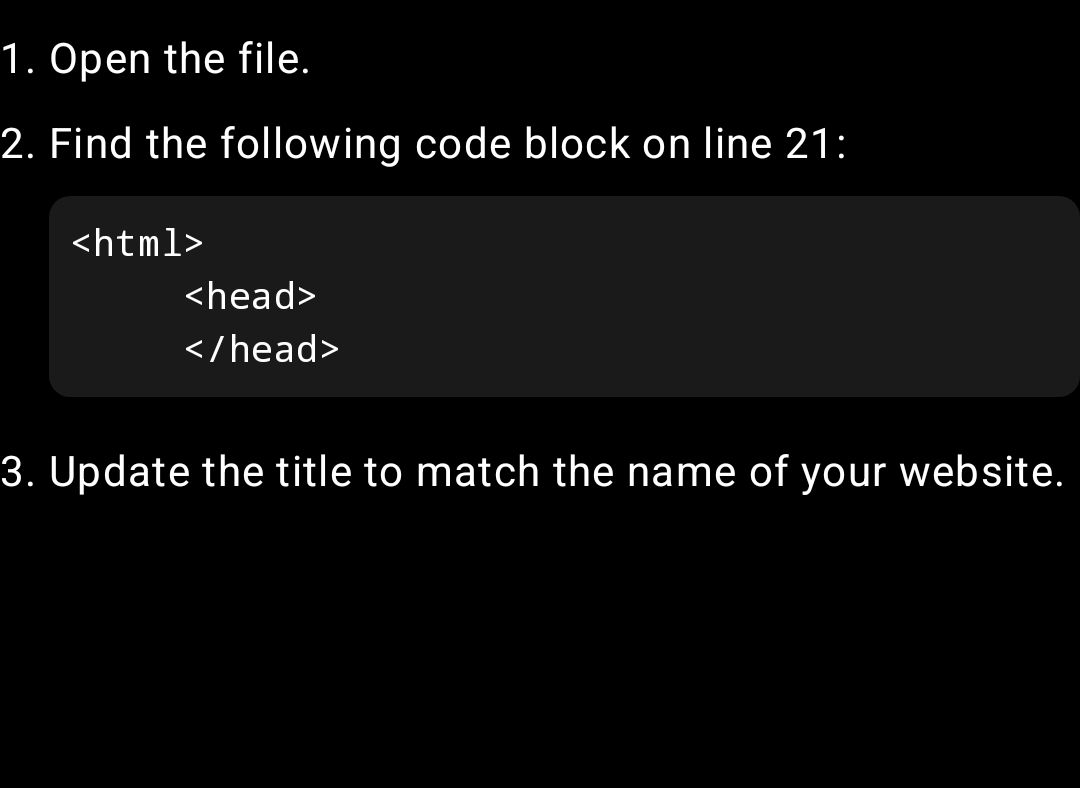 1. Open the file.
2. Find the following code block on line 21:
<html>
      <head>
      </head>
3. Update the title to match the name of your website.